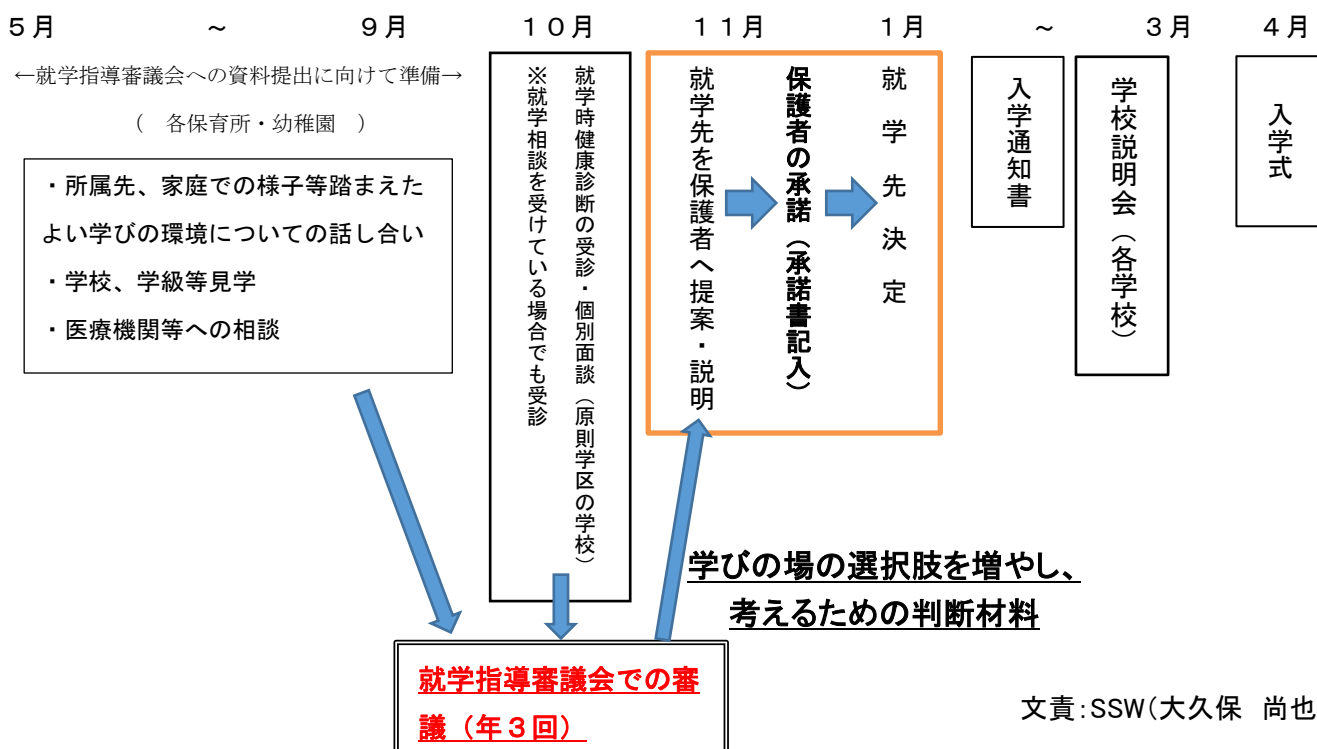 ５月 ～ ９月 １０月 １１月 １月 ～ ３月 ４月
←就学指導審議会への資料提出に向けて準備→
（ 各保育所・幼稚園 ）
・所属先、家庭での様子等踏まえた
よい学びの環境についての話し合い
・学校、学級等見学
・医療機関等への相談
就学時健康診断の受診・個別面談（原則学区の学校）
※就学相談を受けている場合でも受診
就学先を保護者へ提案・説明
保護者の承諾（承諾書記入）
就学先決定
入学通知書
学校説明会（各学校）
入学式
学びの場の選択肢を増やし、
考えるための判断材料
就学指導審議会での審
議（年３回）
文責：SSW（大久保 尚也